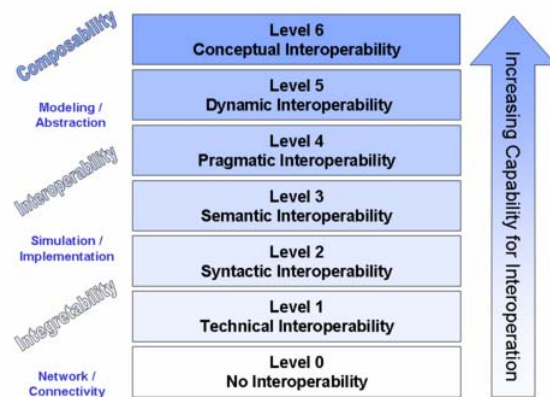 Composability
Modeling /
Abstraction
Interoperability
Simulation /
Implementation
Integretability
Network /
Connectivity
Level 6
Conceptual Interoperability
Level 5
Dynamic Interoperability
Level 4
Pragmatic Interoperability
Level 3
Semantic Interoperability
Level 2
Syntactic Interoperability
Level 1
Technical Interoperability
Level 0
No Interoperability
Increasing Capability for Interoperation